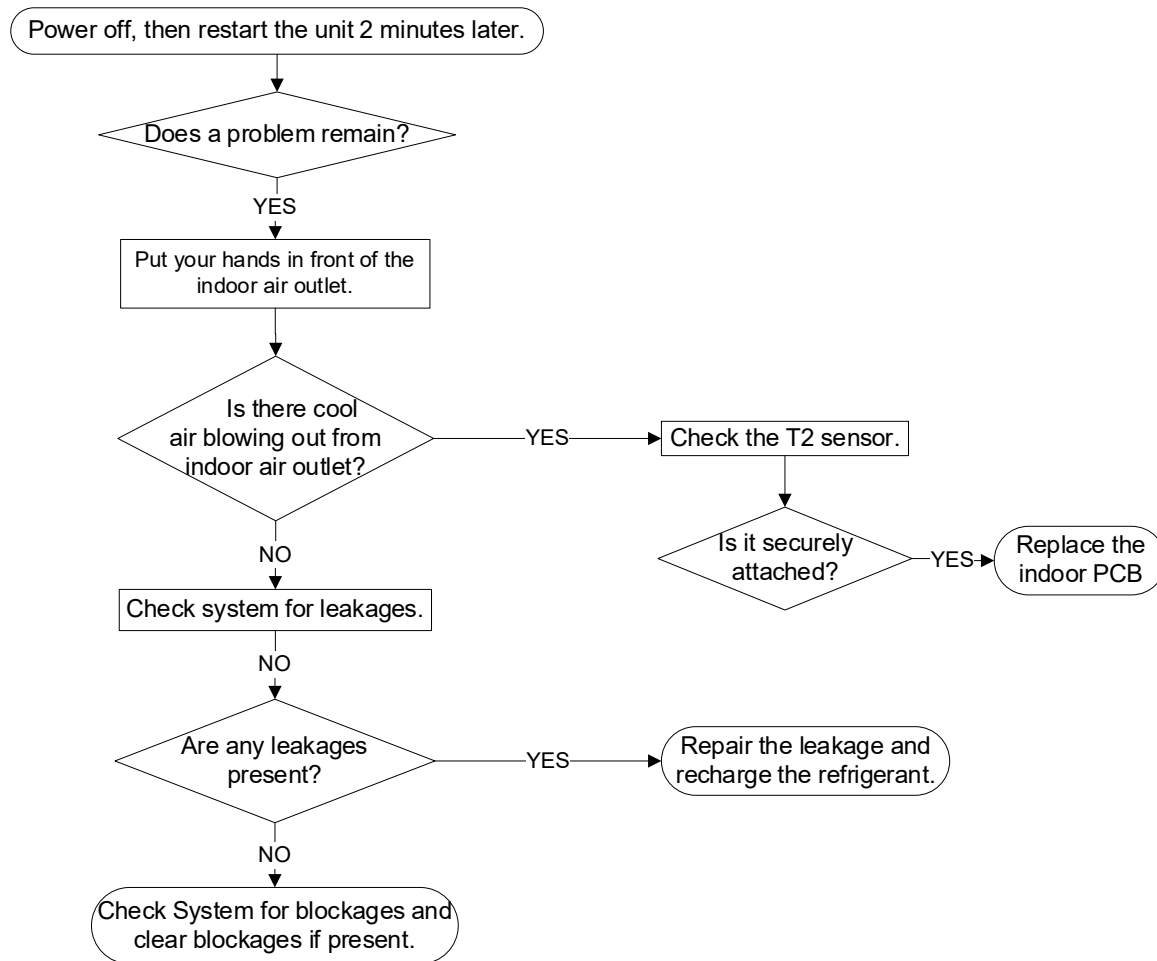 Power off, then restart the unit 2 minutes later.
Does a problem remain?
YES
Put your hands in front of the
indoor air outlet.
Is there cool
air blowing out from
indoor air outlet?
YES
Check the T2 sensor.
Is it securely
attached?
YES
Replace the
indoor PCB
NO
Check system for leakages.
NO
Are any leakages
present?
YES
Repair the leakage and
recharge the refrigerant.
NO
Check System for blockages and
clear blockages if present.